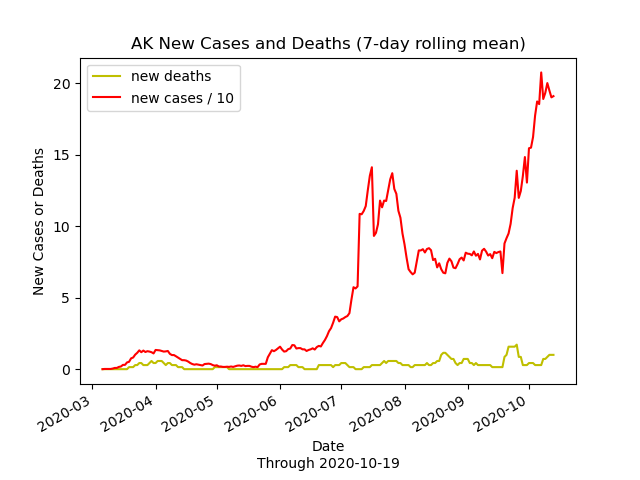 AK New Cases and Deaths (7-day rolling mean)
new deaths
new cases / 10
20
15
10
5
0
New Cases or Deaths
2020-03
2020-04
2020-05
2020-06
2020-07
2020-08
2020-09
2020-10
Date
Through 2020-10-19